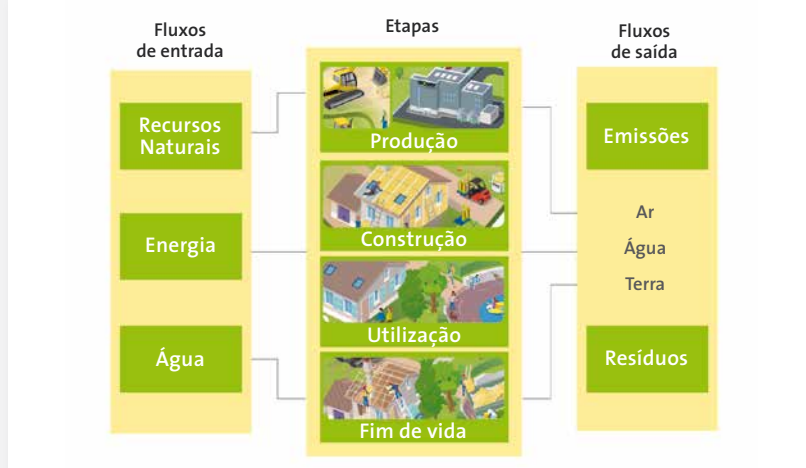 Fluxos
de entrada
Recursos
Naturais
Energia
Água
Etapas
Produção
Construção
Utilização
Fim de vida
Fluxos
de saída
Emissões
Ar
Água
Terra
Resíduos